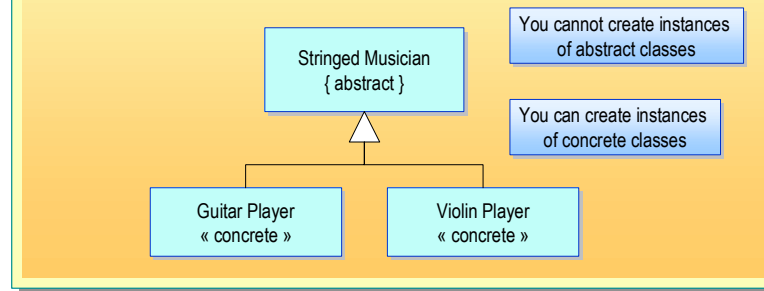 You cannot create instances
of abstract classes
Stringed Musician
{ abstract }
You can create instances
of concrete classes
Guitar Player
« concrete »
Violin Player
« concrete »